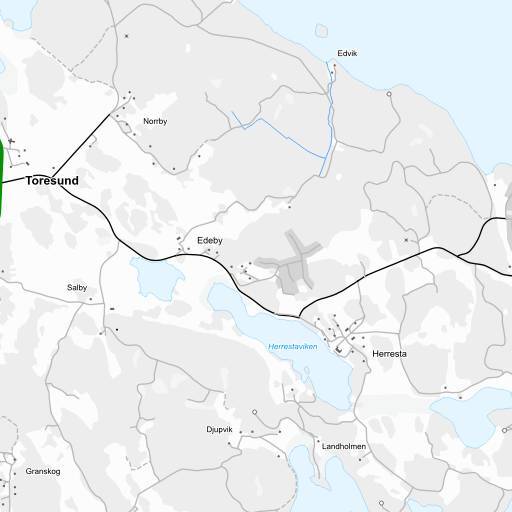 Edvik
Norrby
Toresund
Edeby
Salby
Herrestaviken
Herresta
Djupvik
Landholmen
Granskog